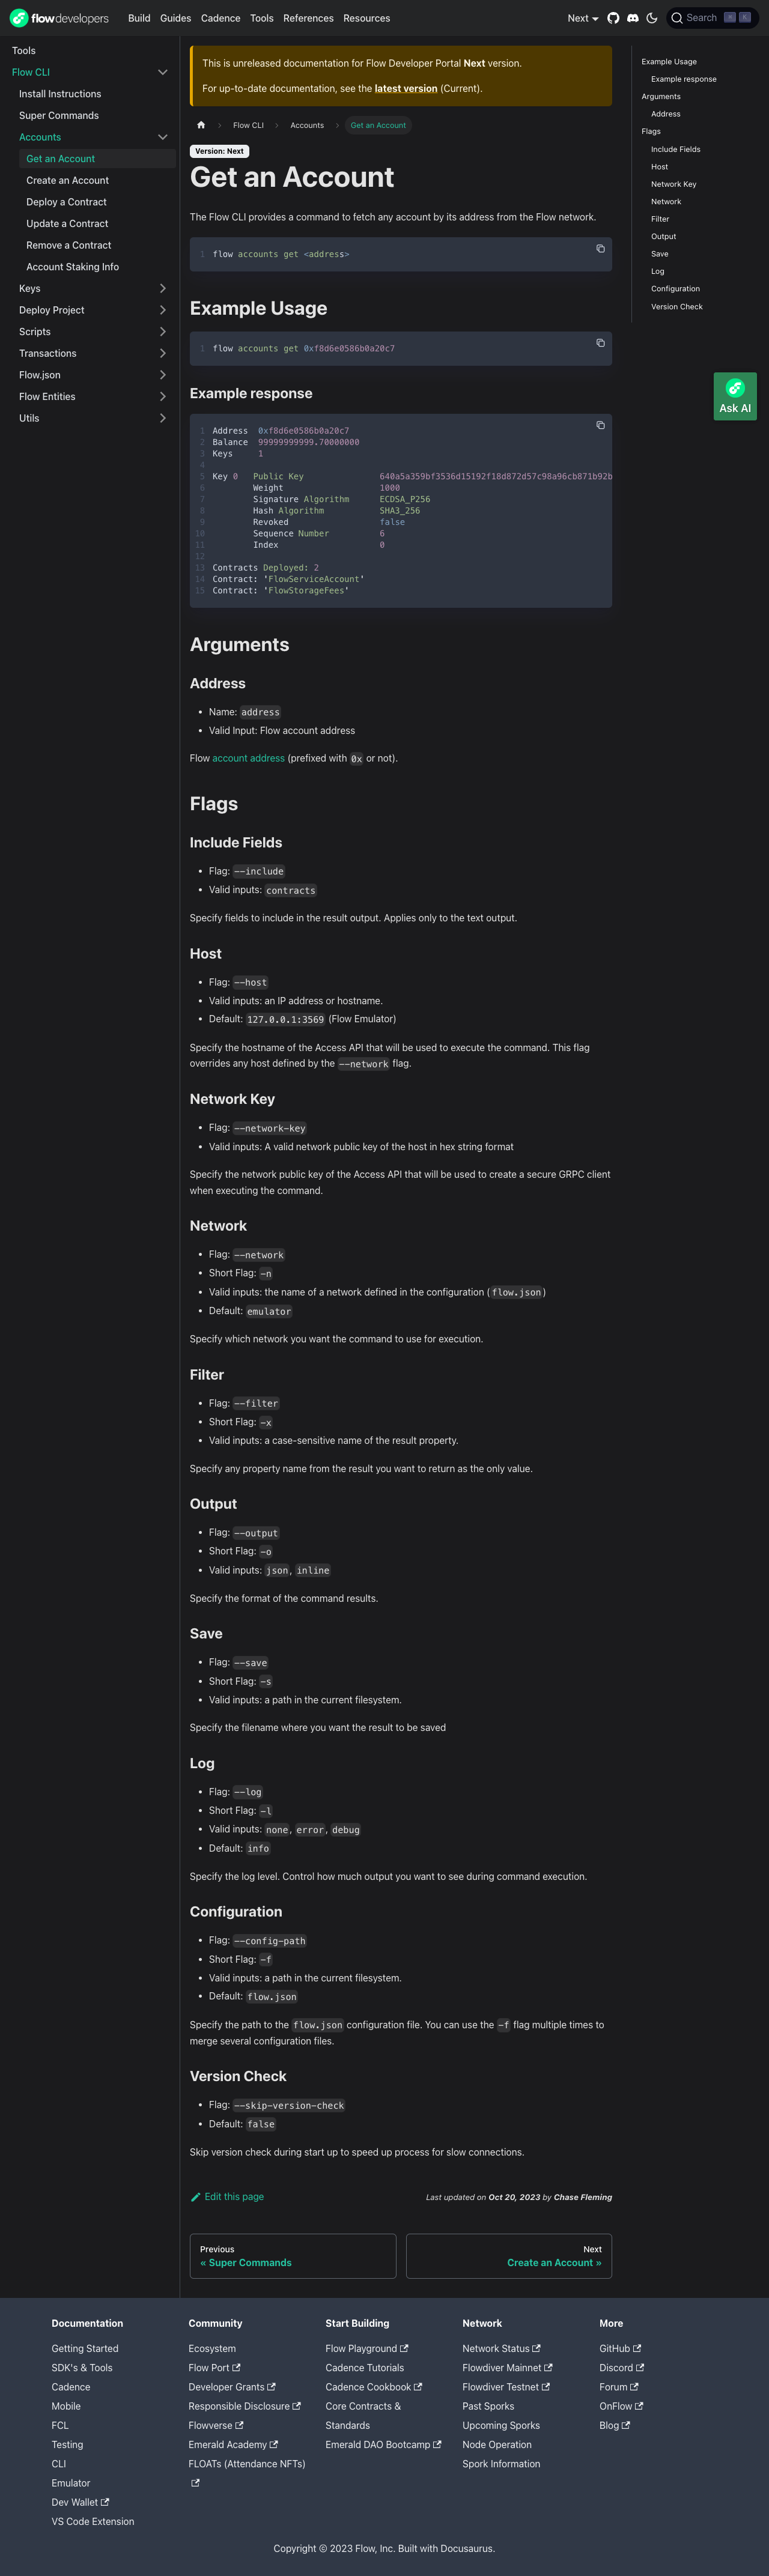 flowdevelopers Build Guides Cadence Tools References Resources Next Search ⌘ K
Tools
Flow CLI
Install Instructions
Super Commands
Accounts
Get an Account
Create an Account
Deploy a Contract
Update a Contract
Remove a Contract
Account Staking Info
Keys
Deploy Project
Scripts
Transactions
Flow.json
Flow Entities
Utils
This is unreleased documentation for Flow Developer Portal Next version.
For up-to-date documentation, see the latest version (Current).
Flow CLI Accounts Get an Account
Version: Next
Get an Account
The Flow CLI provides a command to fetch any account by its address from the Flow network.
1 flow accounts get <address>
Example Usage
1 flow accounts get 0xf8d6e0586b0a20c7
Example response
1 Address 0xf8d6e0586b0a20c7
2 Balance 99999999999.70000000
3 Keys 1
4
5 Key 0 Public Key 640a5a359bf3536d15192f18d872d57c98a96cb871b92b
6 Weight 1000
7 Signature Algorithm ECDSA_P256
8 Hash Algorithm SHA3_256
9 Revoked false
10 Sequence Number 6
11 Index 0
12
13 Contracts Deployed: 2
14 Contract: 'FlowServiceAccount'
15 Contract: 'FlowStorageFees'
Arguments
Address
• Name: address
• Valid Input: Flow account address
Flow account address (prefixed with 0x or not).
Flags
Include Fields
• Flag: --include
• Valid inputs: contracts
Specify fields to include in the result output. Applies only to the text output.
Host
• Flag: --host
• Valid inputs: an IP address or hostname.
• Default: 127.0.0.1:3569 (Flow Emulator)
Specify the hostname of the Access API that will be used to execute the command. This flag
overrides any host defined by the --network flag.
Network Key
• Flag: --network-key
• Valid inputs: A valid network public key of the host in hex string format
Specify the network public key of the Access API that will be used to create a secure GRPC client
when executing the command.
Network
• Flag: --network
• Short Flag: -n
• Valid inputs: the name of a network defined in the configuration (flow.json)
• Default: emulator
Specify which network you want the command to use for execution.
Filter
• Flag: --filter
• Short Flag: -x
• Valid inputs: a case-sensitive name of the result property.
Specify any property name from the result you want to return as the only value.
Output
• Flag: --output
• Short Flag: -o
• Valid inputs: json, inline
Specify the format of the command results.
Save
• Flag: --save
• Short Flag: -s
• Valid inputs: a path in the current filesystem.
Specify the filename where you want the result to be saved
Log
• Flag: --log
• Short Flag: -l
• Valid inputs: none, error, debug
• Default: info
Specify the log level. Control how much output you want to see during command execution.
Configuration
• Flag: --config-path
• Short Flag: -f
• Valid inputs: a path in the current filesystem.
• Default: flow.json
Specify the path to the flow.json configuration file. You can use the -f flag multiple times to
merge several configuration files.
Version Check
• Flag: --skip-version-check
• Default: false
Skip version check during start up to speed up process for slow connections.
Edit this page Last updated on Oct 20, 2023 by Chase Fleming
Previous
« Super Commands
Next
Create an Account »
Example Usage
Example response
Arguments
Address
Flags
Include Fields
Host
Network Key
Network
Filter
Output
Save
Log
Configuration
Version Check
Ask AI
Documentation
Getting Started
SDK's & Tools
Cadence
Mobile
FCL
Testing
CLI
Emulator
Dev Wallet
VS Code Extension
Community
Ecosystem
Flow Port
Developer Grants
Responsible Disclosure
Flowverse
Emerald Academy
FLOATs (Attendance NFTs)
Start Building
Flow Playground
Cadence Tutorials
Cadence Cookbook
Core Contracts &
Standards
Emerald DAO Bootcamp
Network
Network Status
Flowdiver Mainnet
Flowdiver Testnet
Past Sporks
Upcoming Sporks
Node Operation
Spork Information
More
GitHub
Discord
Forum
OnFlow
Blog
Copyright © 2023 Flow, Inc. Built with Docusaurus.